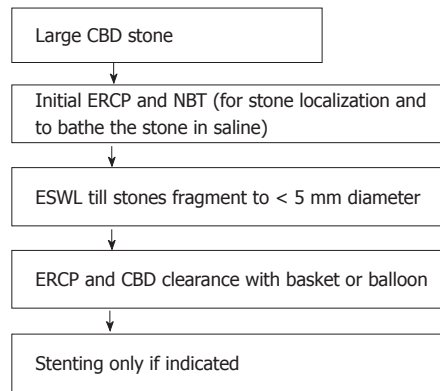 Large CBD stone
Initial ERCP and NBT (for stone localization and
to bathe the stone in saline)
ESWL till stones fragment to < 5 mm diameter
ERCP and CBD clearance with basket or balloon
Stenting only if indicated